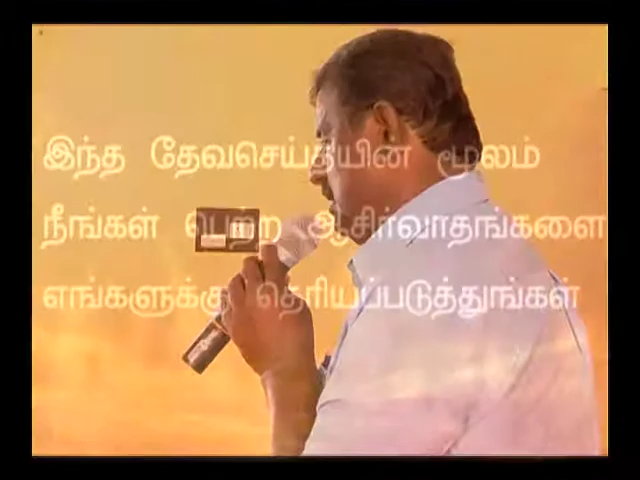 இந்த தேவசெய்தியின் மூலம்
நீங்கள் பெற்ற ஆசிர்வாதங்களை
எங்களுக்கு தெரியப்படுத்துங்கள்